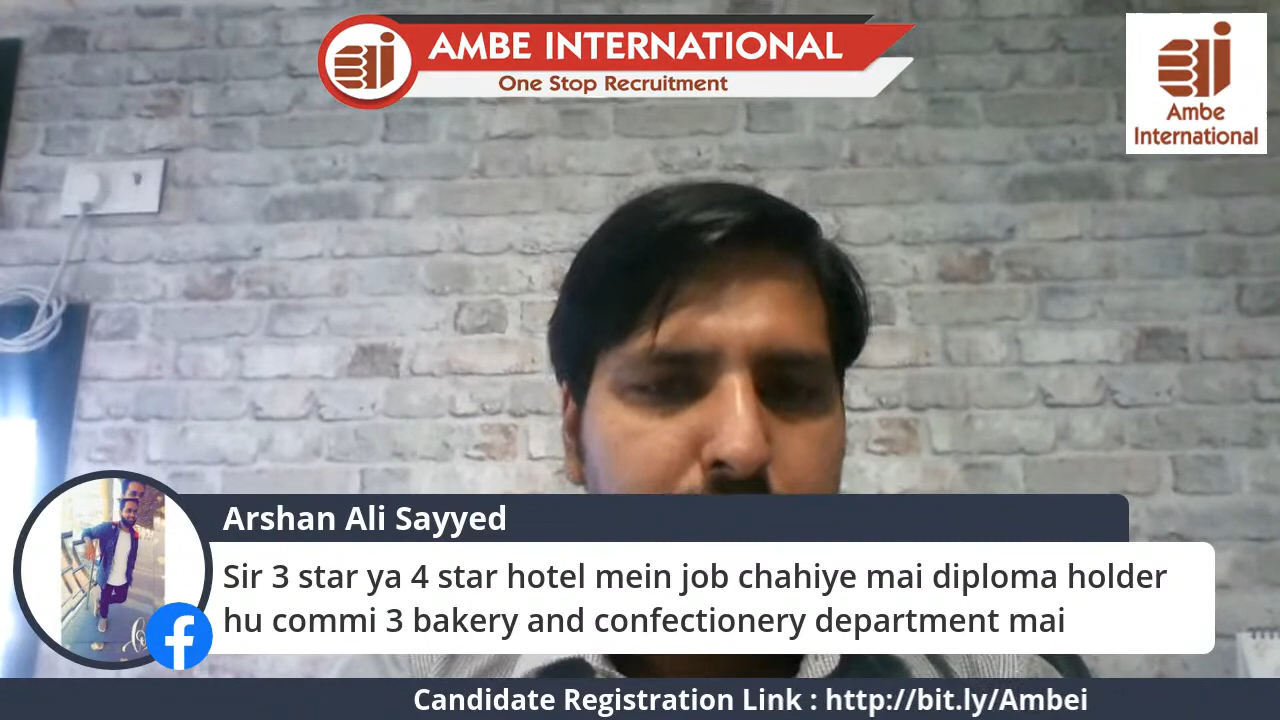 AMBE INTERNATIONAL
One Stop Recruitment
Ambe
International
Arshan Ali Sayyed
Sir 3 star ya 4 star hotel mein job chahiye mai diploma holder
hu commi 3 bakery and confectionery department mai
Candidate Registration Link : http://bit.ly/Ambei